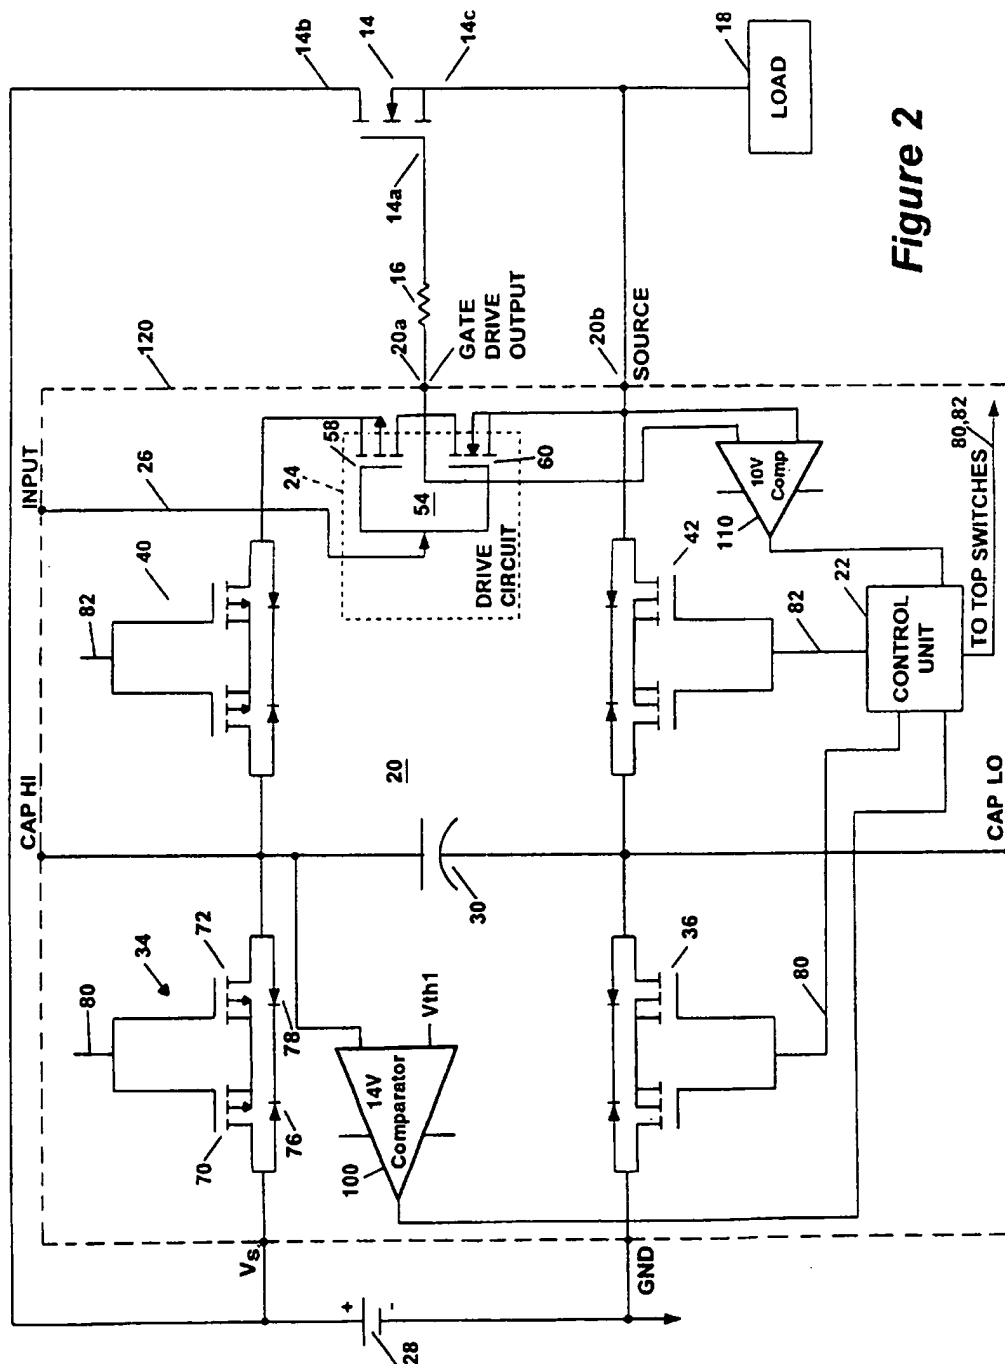 14b
14
14c
18
LOAD
14a
16
20a
GATE
DRIVE
OUTPUT
20b
SOURCE
120
INPUT
26
58
24
54
60
DRIVE
CIRCUIT
10V
Comp
110
TO TOP SWITCHES
80,82
40
82
42
82
22
CONTROL
UNIT
20
CAP HI
30
CAP LO
72
34
80
78
76
70
Vth1
14V
Comparator
100
36
80
Vs
GND
+
-
28
Figure 2